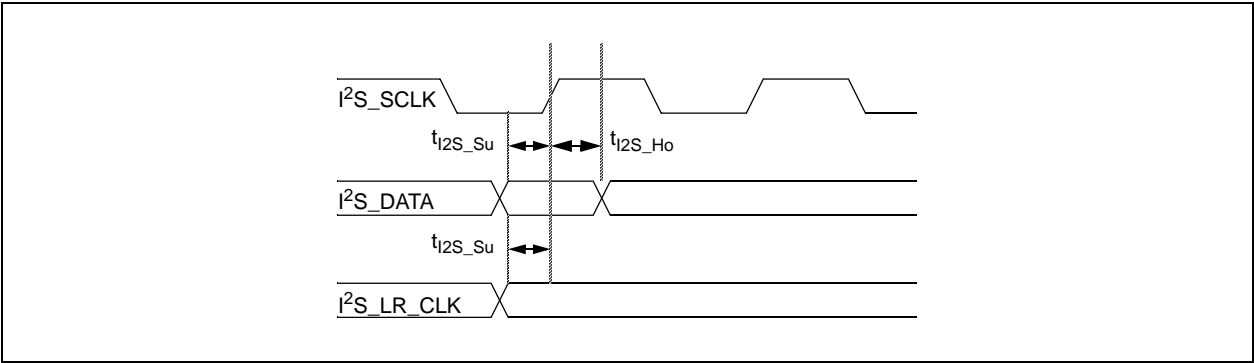 I²S_SCLK
tI2S_Su
tI2S_Ho
I²S_DATA
tI2S_Su
I²S_LR_CLK